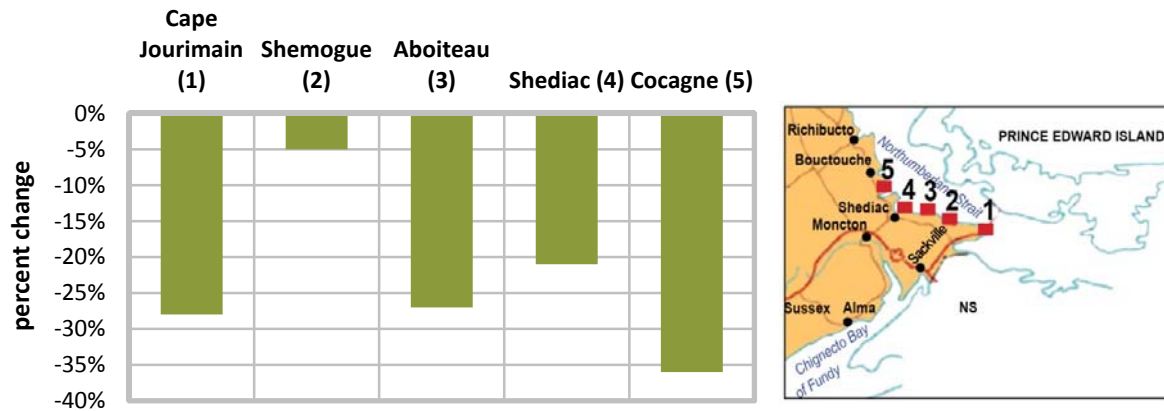 Cape
Jourimain
(1)
Shemogue
(2)
Aboiteau
(3)
Shediac (4)
Cocagne (5)
percent change
0%
-5%
-10%
-15%
-20%
-25%
-30%
-35%
-40%
Richibucto
PRINCE EDWARD ISLAND
Northumberland Strait
Bouctouche
5
4
3
2
1
Shediac
Moncton
Sackville
Sussex
Alma
NS
Chignecto Bay
of Fundy